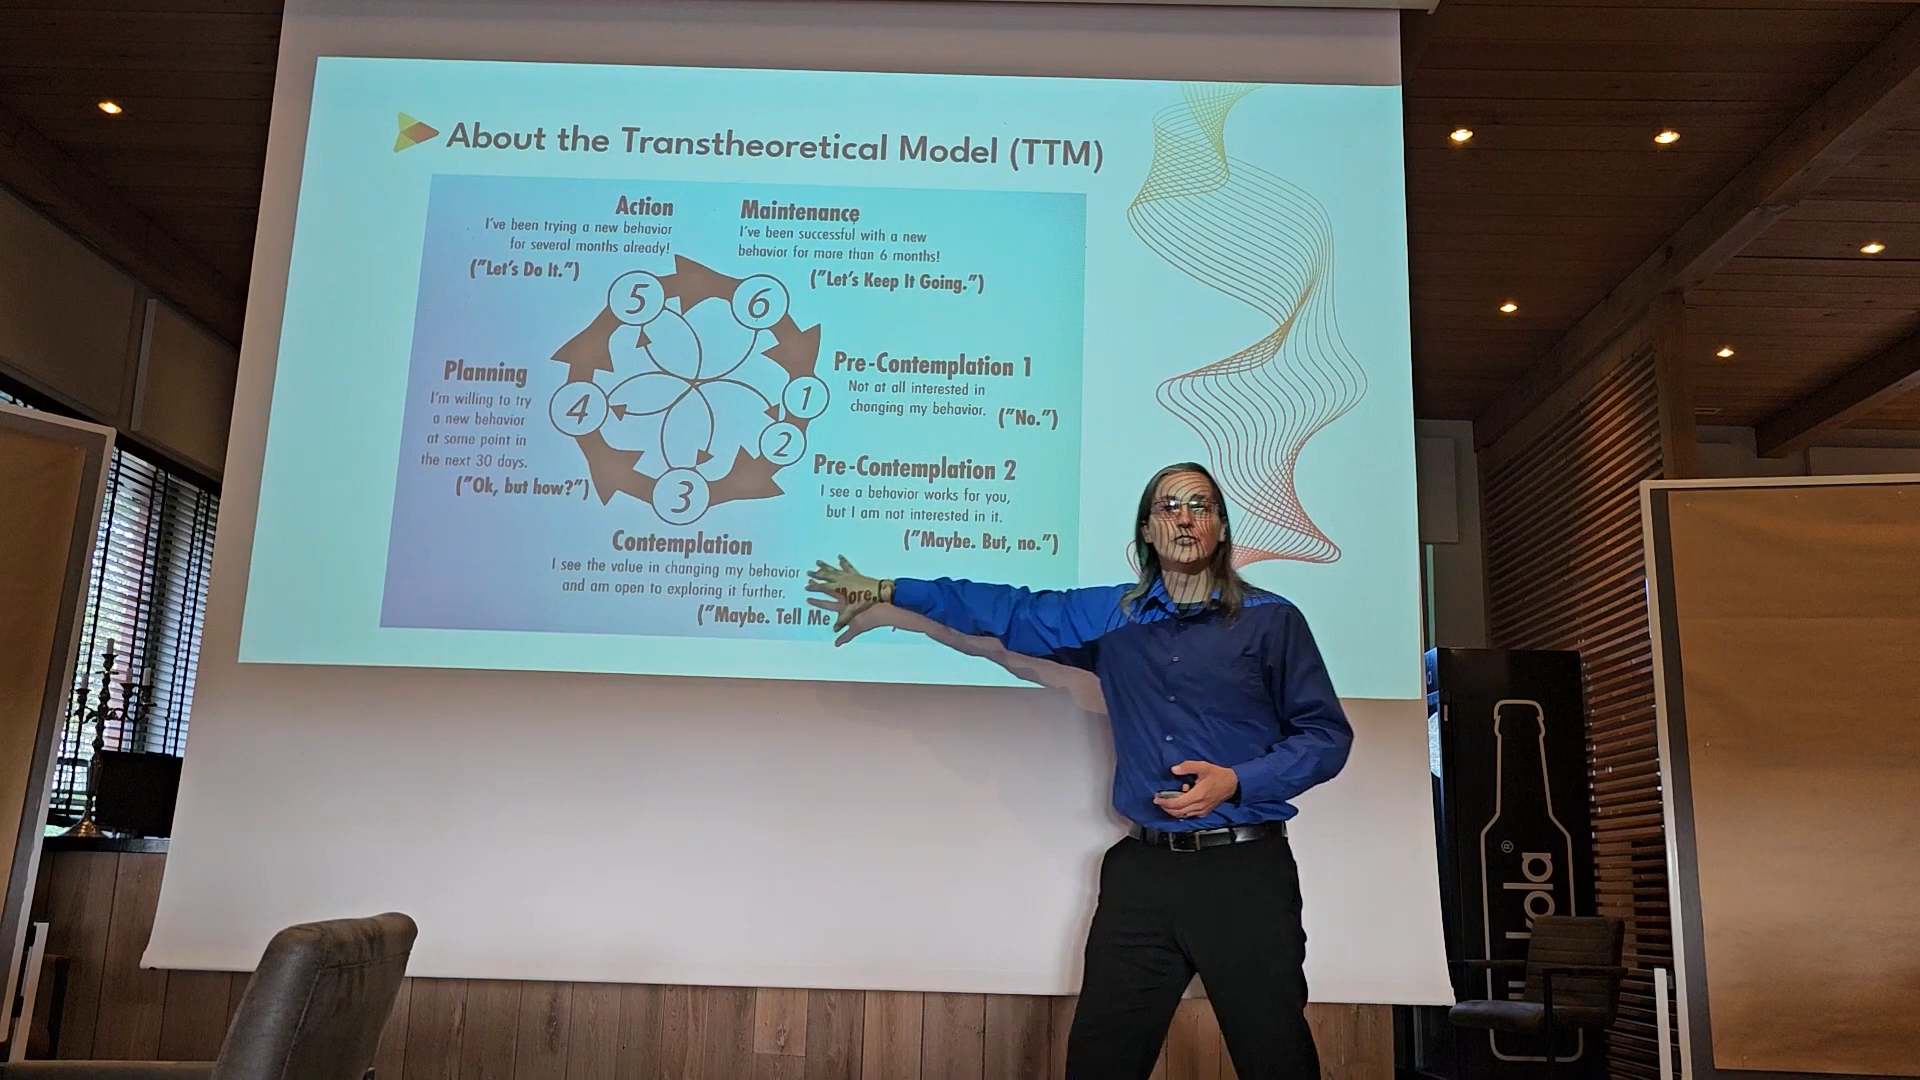 About the Transtheoretical Model (TTM)
Action
I've been trying a new behavior
for several months already!
("Let's Do It.")
Maintenance
I've been successful with a new
behavior for more than 6 months!
("Let's Keep It Going.")
5
6
Pre-Contemplation 1
Not at all interested in
changing my behavior. ("No.")
1
Planning
I'm willing to try
a new behavior
at some point in
the next 30 days.
("Ok, but how?")
4
2
Pre-Contemplation 2
I see a behavior works for you,
but I am not interested in it.
("Maybe. But, no.")
3
Contemplation
I see the value in changing my behavior
and am open to exploring it further.
("Maybe. Tell Me More.
kola
®